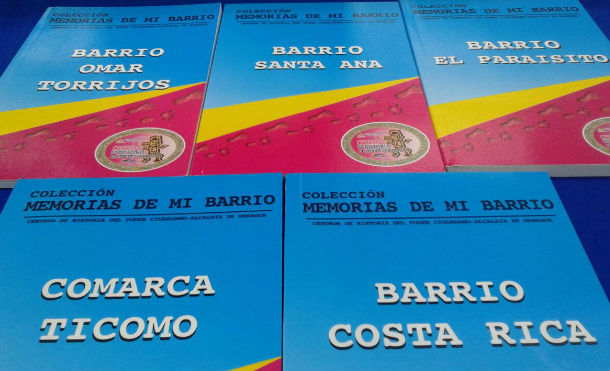 COLECCIÓN
MEMORIAS DE MI BARRIO
BARRIO
OMAR
TORRIJOS
COLECCIÓN
MEMORIAS DE MI BARRIO
BARRIO
SANTA ANA
COLECCIÓN
MEMORIAS DE MI BARRIO
BARRIO
EL PARAISITO
COLECCIÓN
MEMORIAS DE MI BARRIO
CENTROS DE HISTORIA DEL PODER CIUDADANO-ALCALDIA DE MANAGUA
COMARCA
TICOMO
COLECCIÓN
MEMORIAS DE MI BARRIO
CENTROS DE HISTORIA DEL PODER CIUDADANO-ALCALDIA DE MANAGUA
BARRIO
COSTA RICA